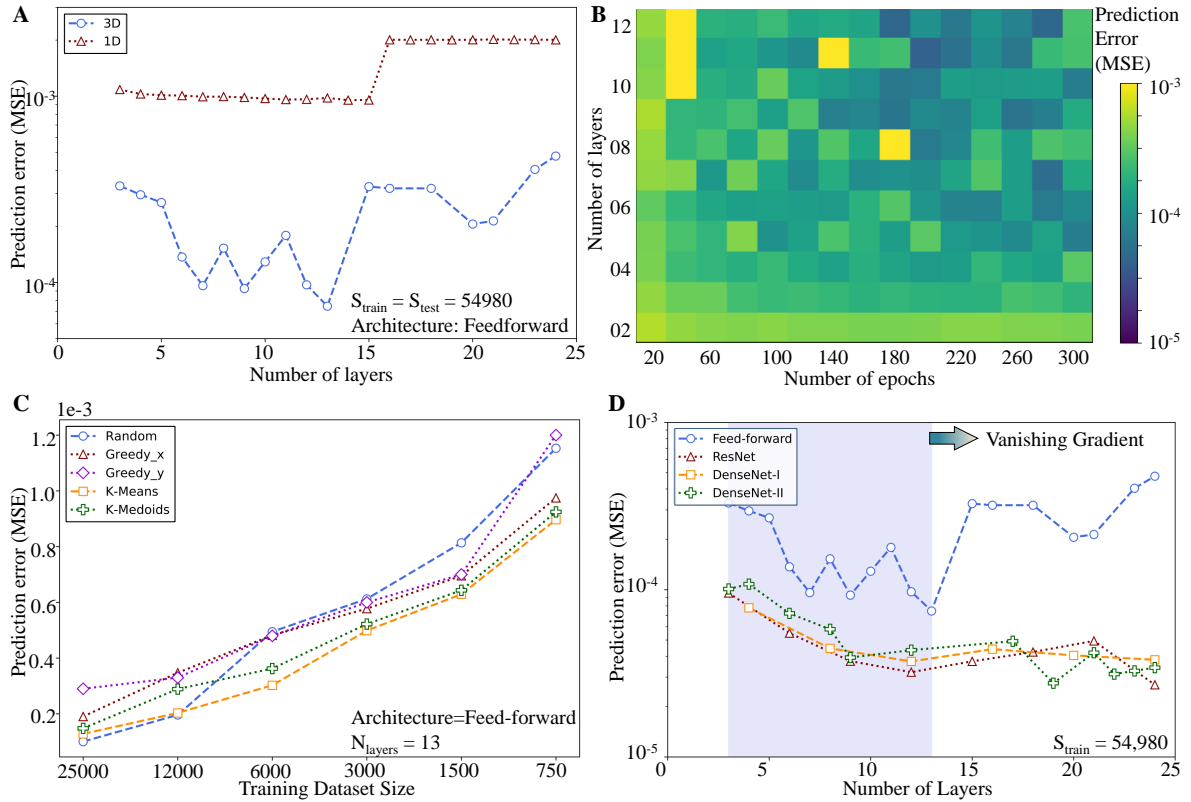 A
3D
1D
10^-3
10^-4
Prediction error (MSE)
S_train = S_test = 54980
Architecture: Feedforward
0 5 10 15 20 25
Number of layers
B
Prediction
Error
(MSE)
12
10
08
06
04
02
Number of layers
20 60 100 140 180 220 260 300
Number of epochs
10^-3
10^-4
10^-5
C
1e-3
Random
Greedy_x
Greedy_y
K-Means
K-Medoids
1.2
1.0
0.8
0.6
0.4
0.2
Prediction error (MSE)
Architecture=Feed-forward
N_layers = 13
25000 12000 6000 3000 1500 750
Training Dataset Size
D
10^-3
10^-4
10^-5
Prediction error (MSE)
Feed-forward
ResNet
DenseNet-I
DenseNet-II
Vanishing Gradient
S_train = 54,980
0 5 10 15 20 25
Number of Layers